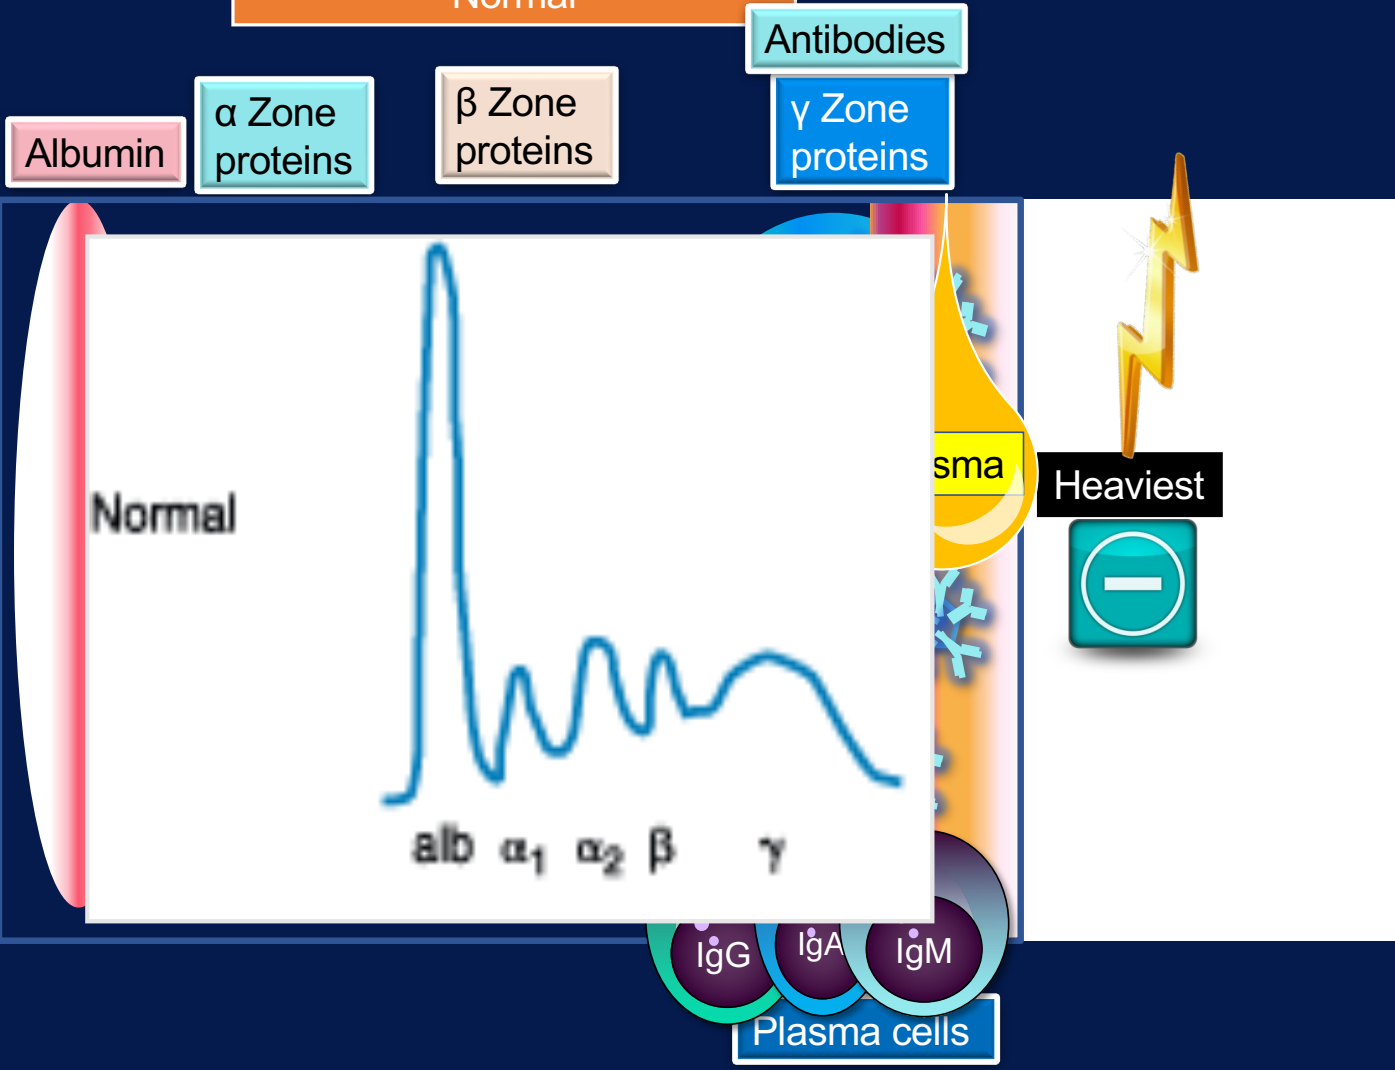 Normal
Antibodies
α Zone
proteins
β Zone
proteins
γ Zone
proteins
Albumin
Normal
sma
Heaviest
alb α₁ α₂ β γ
IgG IgA IgM
Plasma cells